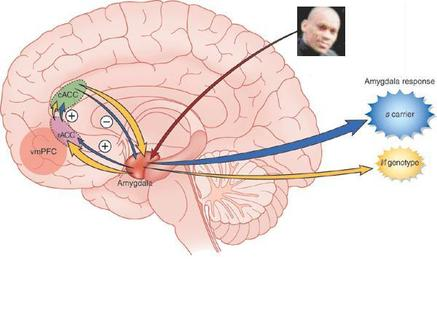 cACC
rACC
vmPFC
Amygdala
Amygdala response
s carrier
l/l genotype
+
−
+